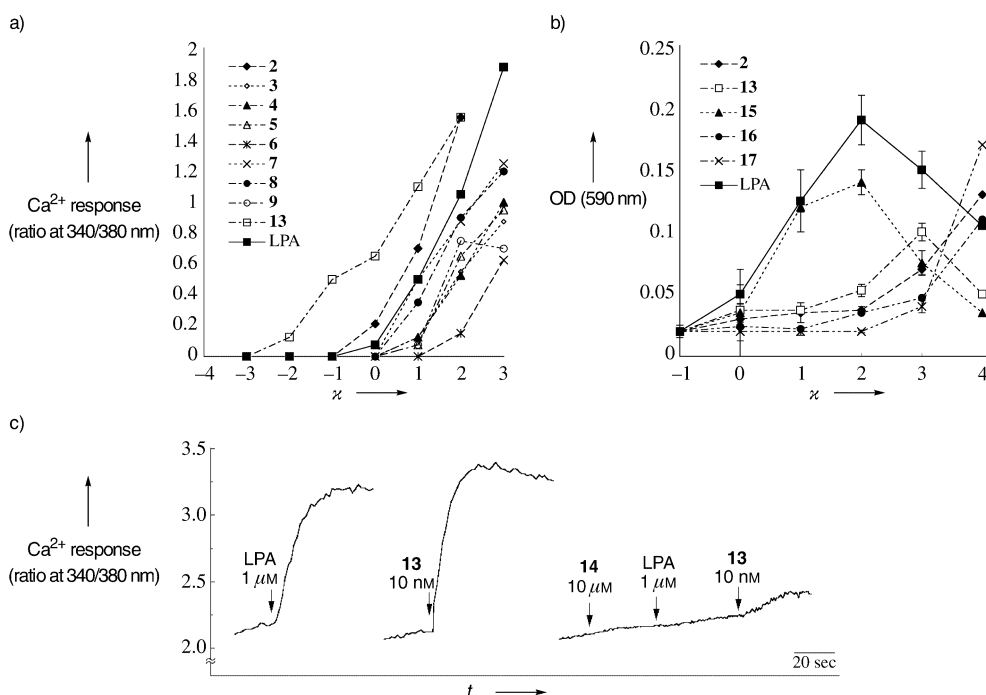 a)
2
1.8
1.6
1.4
1.2
1
0.8
0.6
0.4
0.2
0
–4 –3 –2 –1 0 1 2 3
ϰ
Ca2+ response
(ratio at 340/380 nm)
2
3
4
5
6
7
8
9
13
LPA
b)
0.25
0.2
0.15
0.1
0.05
0
–1 0 1 2 3 4
ϰ
OD (590 nm)
2
13
15
16
17
LPA
c)
3.5
3.0
2.5
2.0
Ca2+ response
(ratio at 340/380 nm)
LPA
1 μM
13
10 nM
14
10 μM
LPA
1 μM
13
10 nM
20 sec
t